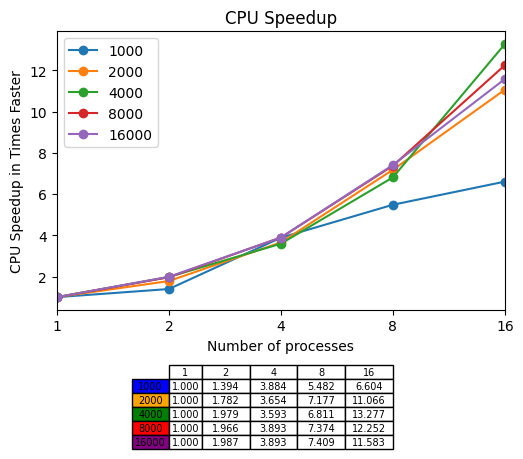 CPU Speedup
1000
2000
4000
8000
16000
12
10
8
6
4
2
CPU Speedup in Times Faster
1 2 4 8 16
Number of processes
1 2 4 8 16
1000 1.000 1.394 3.884 5.482 6.604
2000 1.000 1.782 3.654 7.177 11.066
4000 1.000 1.979 3.593 6.811 13.277
8000 1.000 1.966 3.893 7.374 12.252
16000 1.000 1.987 3.893 7.409 11.583